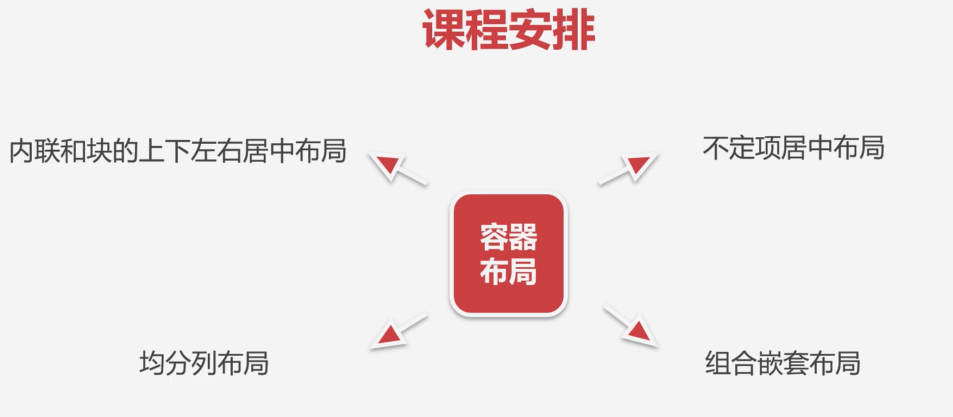 课程安排
内联和块的上下左右居中布局
不定项居中布局
容器
布局
均分列布局
组合嵌套布局